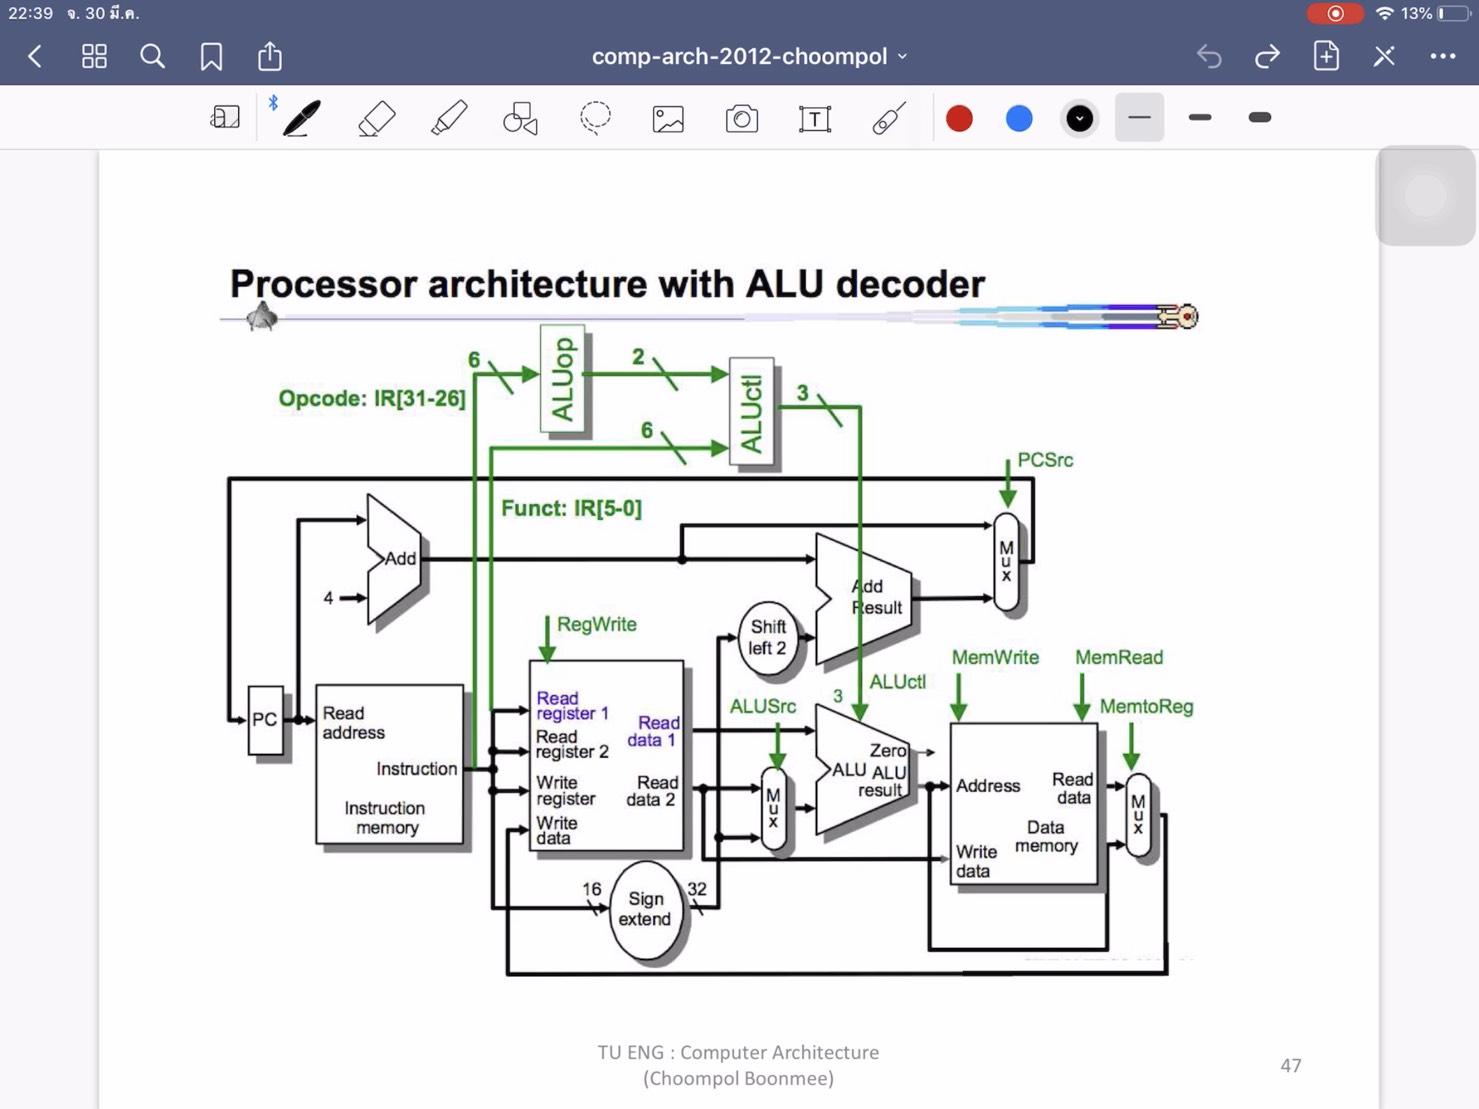 22:39 จ. 30 มี.ค.
13%
comp-arch-2012-choompol
a
T
Processor architecture with ALU decoder
6
ALUop
2
ALUctl
3
Opcode: IR[31-26]
6
PCSrc
Funct: IR[5-0]
Add
4
Mux
Add
Result
Shift
left 2
RegWrite
MemWrite
MemRead
ALUctl
3
ALUSrc
MemtoReg
PC
Read
address
Instruction
Instruction
memory
Read
register 1
Read
register 2
Write
register
Write
data
Read
data 1
Read
data 2
Mux
Zero
ALU
ALU
result
Address
Read
data
Data
memory
Write
data
Mux
16
Sign
extend
32
TU ENG : Computer Architecture
(Choompol Boonmee)
47